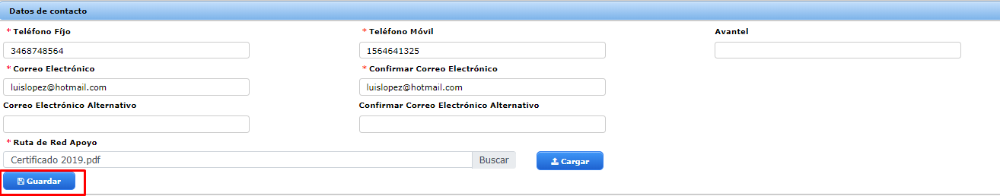 Datos de contacto
* Teléfono Fíjo * Teléfono Móvil Avantel
3468748564 1564641325
* Correo Electrónico * Confirmar Correo Electrónico
luislopez@hotmail.com luislopez@hotmail.com
Correo Electrónico Alternativo Confirmar Correo Electrónico Alternativo
* Ruta de Red Apoyo
Certificado 2019.pdf Buscar Cargar
Guardar